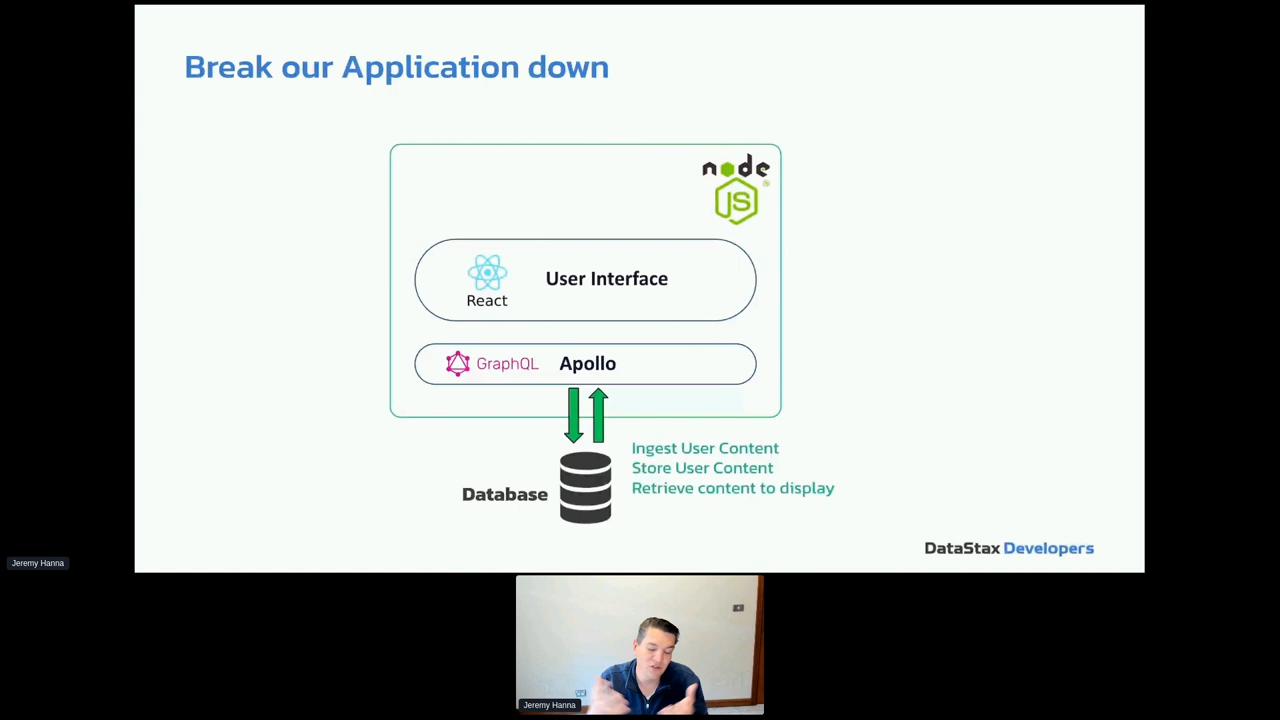 Break our Application down
node
JS
React
User Interface
GraphQL
Apollo
Ingest User Content
Store User Content
Retrieve content to display
Database
DataStax Developers
Jeremy Hanna
Jeremy Hanna